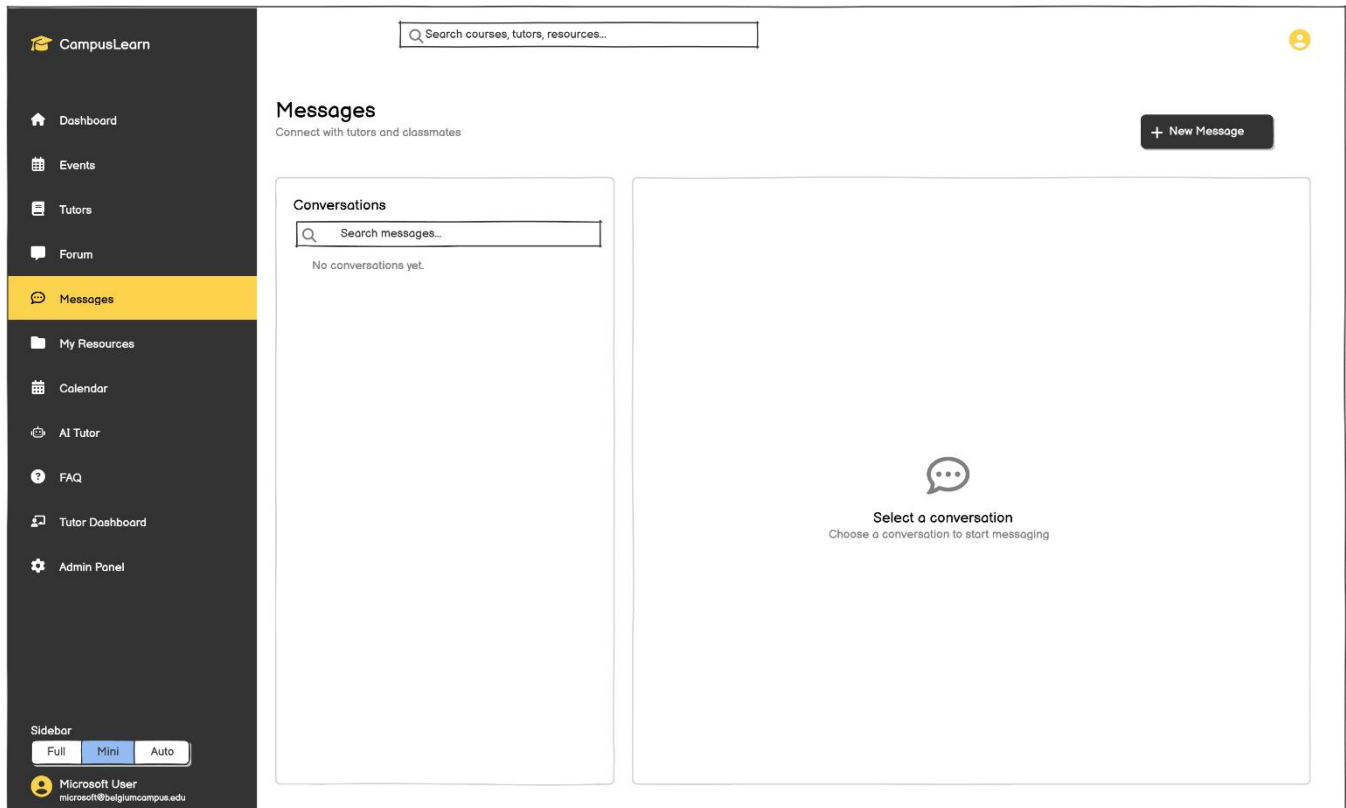 CampusLearn
Search courses, tutors, resources...
Dashboard
Events
Tutors
Forum
Messages
My Resources
Calendar
AI Tutor
FAQ
Tutor Dashboard
Admin Panel
Sidebar
Full Mini Auto
Microsoft User
microsoft@belgiumcampus.edu
Messages
Connect with tutors and classmates
+ New Message
Conversations
Search messages...
No conversations yet.
Select a conversation
Choose a conversation to start messaging